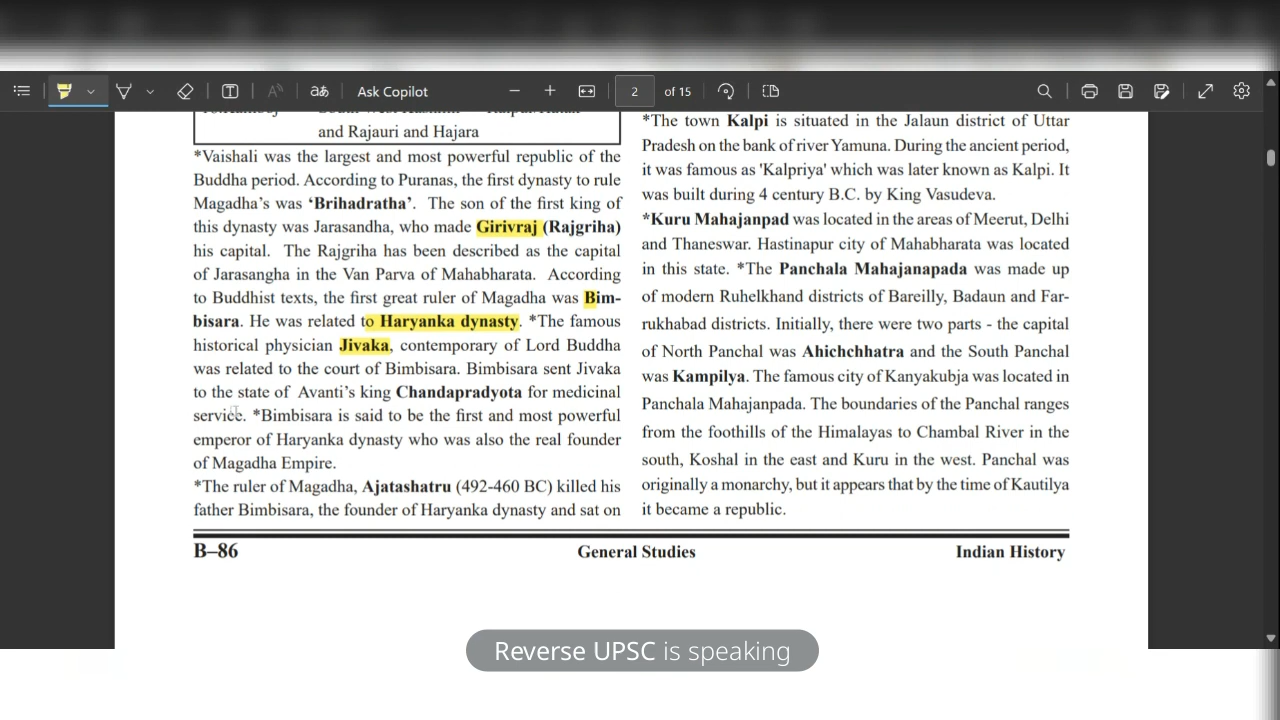 Ask Copilot
2 of 15
and Rajauri and Hajara
*Vaishali was the largest and most powerful republic of the
Buddha period. According to Puranas, the first dynasty to rule
Magadha's was ‘Brihadratha’. The son of the first king of
this dynasty was Jarasandha, who made Girivraj (Rajgriha)
his capital. The Rajgriha has been described as the capital
of Jarasangha in the Van Parva of Mahabharata. According
to Buddhist texts, the first great ruler of Magadha was Bim-
bisara. He was related to Haryanka dynasty. *The famous
historical physician Jivaka, contemporary of Lord Buddha
was related to the court of Bimbisara. Bimbisara sent Jivaka
to the state of Avanti's king Chandapradyota for medicinal
service. *Bimbisara is said to be the first and most powerful
emperor of Haryanka dynasty who was also the real founder
of Magadha Empire.
*The ruler of Magadha, Ajatashatru (492-460 BC) killed his
father Bimbisara, the founder of Haryanka dynasty and sat on
*The town Kalpi is situated in the Jalaun district of Uttar
Pradesh on the bank of river Yamuna. During the ancient period,
it was famous as 'Kalpriya' which was later known as Kalpi. It
was built during 4 century B.C. by King Vasudeva.
*Kuru Mahajanpad was located in the areas of Meerut, Delhi
and Thaneswar. Hastinapur city of Mahabharata was located
in this state. *The Panchala Mahajanapada was made up
of modern Ruhelkhand districts of Bareilly, Badaun and Far-
rukhabad districts. Initially, there were two parts - the capital
of North Panchal was Ahichchhatra and the South Panchal
was Kampilya. The famous city of Kanyakubja was located in
Panchala Mahajanpada. The boundaries of the Panchal ranges
from the foothills of the Himalayas to Chambal River in the
south, Koshal in the east and Kuru in the west. Panchal was
originally a monarchy, but it appears that by the time of Kautilya
it became a republic.
B–86 General Studies Indian History
Reverse UPSC is speaking